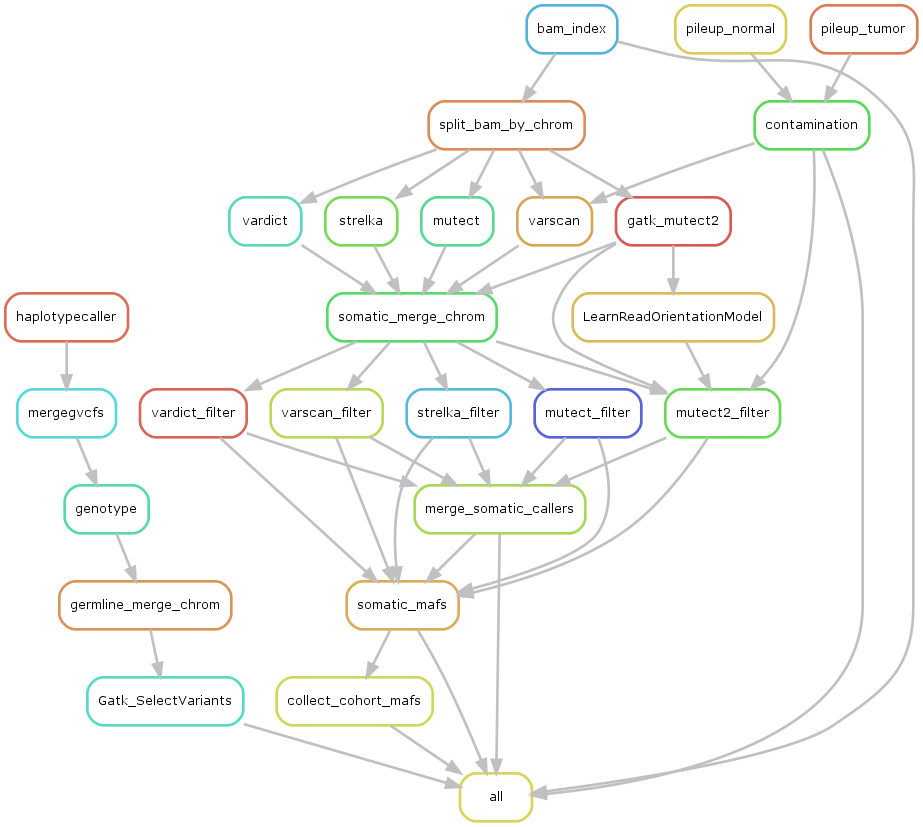 bam_index
pileup_normal
pileup_tumor
split_bam_by_chrom
contamination
vardict
strelka
mutect
varscan
gatk_mutect2
haplotypecaller
somatic_merge_chrom
LearnReadOrientationModel
mergegvcfs
vardict_filter
varscan_filter
strelka_filter
mutect_filter
mutect2_filter
genotype
merge_somatic_callers
germline_merge_chrom
somatic_mafs
Gatk_SelectVariants
collect_cohort_mafs
all